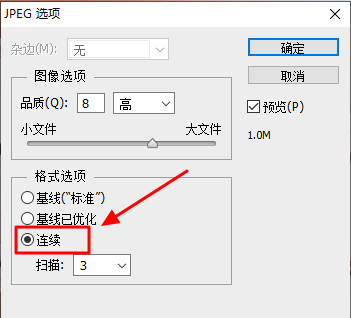 JPEG 选项
杂边(M): 无
确定
图像选项
取消
品质(Q): 8 高
预览(P)
小文件 大文件
1.0M
格式选项
基线("标准")
基线已优化
连续
扫描: 3